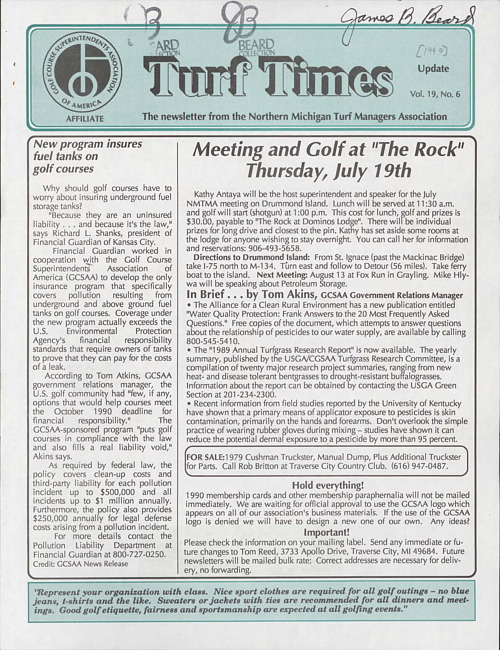 James B. Beard
ARD
BEARD
COLLECTION
[1990]
GOLF COURSE SUPERINTENDENTS ASSOCIATION
OF AMERICA
AFFILIATE
Turf Times
Update
Vol. 19, No. 6
The newsletter from the Northern Michigan Turf Managers Association
New program insures
fuel tanks on
golf courses
Why should golf courses have to
worry about insuring underground fuel
storage tanks?
"Because they are an uninsured
liability . . . and because it's the law,"
says Richard L. Shanks, president of
Financial Guardian of Kansas City.
Financial Guardian worked in
cooperation with the Golf Course
Superintendents Association of
America (GCSAA) to develop the only
insurance program that specifically
covers pollution resulting from
underground and above ground fuel
tanks on golf courses. Coverage under
the new program actually exceeds the
U.S. Environmental Protection
Agency's financial responsibility
standards that require owners of tanks
to prove that they can pay for the costs
of a leak.
According to Tom Akins, GCSAA
government relations manager, the
U.S. golf community had "few, if any,
options that would help courses meet
the October 1990 deadline for
financial responsibility." The
GCSAA-sponsored program "puts golf
courses in compliance with the law
and also fills a real liability void,"
Akins says.
As required by federal law, the
policy covers clean-up costs and
third-party liability for each pollution
incident up to $500,000 and all
incidents up to $1 million annually.
Furthermore, the policy also provides
$250,000 annually for legal defense
costs arising from a pollution incident.
For more details contact the
Pollution Liability Department at
Financial Guardian at 800-727-0250.
Credit: GCSAA News Release
Meeting and Golf at "The Rock"
Thursday, July 19th
Kathy Antaya will be the host superintendent and speaker for the July
NMTMA meeting on Drummond Island. Lunch will be served at 11:30 a.m.
and golf will start (shotgun) at 1:00 p.m. This cost for lunch, golf and prizes is
$30.00, payable to "The Rock at Dominos Lodge". There will be individual
prizes for long drive and closest to the pin. Kathy has set aside some rooms at
the lodge for anyone wishing to stay overnight. You can call her for information
and reservations: 906-493-5658.
Directions to Drummond Island: From St. Ignace (past the Mackinac Bridge)
take I-75 north to M-134. Turn east and follow to Detour (56 miles). Take ferry
boat to the island. Next Meeting: August 13 at Fox Run in Grayling. Mike Hly-
wa will be speaking about Petroleum Storage.
In Brief . . . by Tom Akins, GCSAA Government Relations Manager
• The Alliance for a Clean Rural Environment has a new publication entitled
"Water Quality Protection: Frank Answers to the 20 Most Frequently Asked
Questions." Free copies of the document, which attempts to answer questions
about the relationship of pesticides to our water supply, are available by calling
800-545-5410.
• The "1989 Annual Turfgrass Research Report" is now available. The yearly
summary, published by the USGA/GCSAA Turfgrass Research Committee, is a
compilation of twenty major research project summaries, ranging from new
heat- and disease tolerant bentgrasses to drought-resistant buffalograsses.
Information about the report can be obtained by contacting the USGA Green
Section at 201-234-2300.
• Recent information from field studies reported by the University of Kentucky
have shown that a primary means of applicator exposure to pesticides is skin
contamination, primarily on the hands and forearms. Don't overlook the simple
practice of wearing rubber gloves during mixing – studies have shown it can
reduce the potential dermal exposure to a pesticide by more than 95 percent.
FOR SALE:1979 Cushman Truckster, Manual Dump, Plus Additional Truckster
for Parts. Call Rob Britton at Traverse City Country Club. (616) 947-0487.
Hold everything!
1990 membership cards and other membership paraphernalia will not be mailed
immediately. We are waiting for official approval to use the GCSAA logo which
appears on all of our association's business materials. If the use of the GCSAA
logo is denied we will have to design a new one of our own. Any ideas?
Important!
Please check the information on your mailing label. Send any immediate or fu-
ture changes to Tom Reed, 3733 Apollo Drive, Traverse City, MI 49684. Future
newsletters will be mailed bulk rate: Correct addresses are necessary for deliv-
ery, no forwarding.
"Represent your organization with class. Nice sport clothes are required for all golf outings – no blue
jeans, t-shirts and the like. Sweaters or jackets with ties are recommended for all dinners and meet-
ings. Good golf etiquette, fairness and sportsmanship are expected at all golfing events."